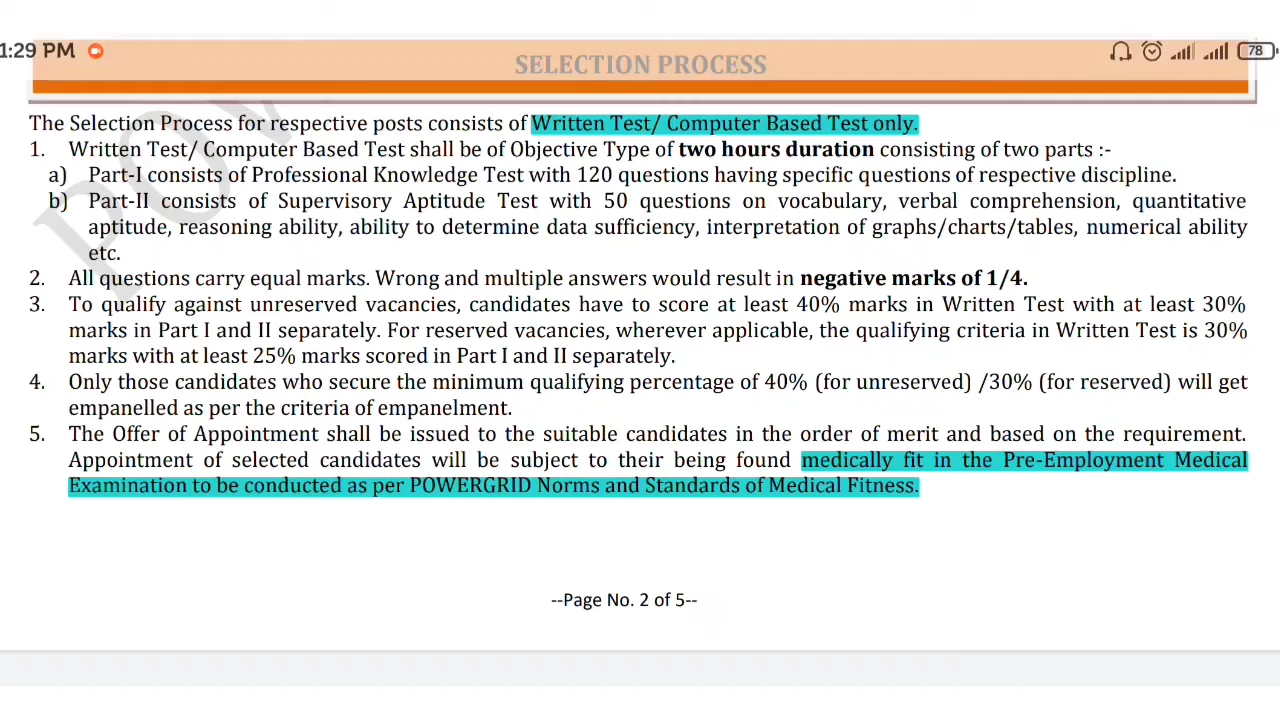 1:29 PM
78
SELECTION PROCESS
The Selection Process for respective posts consists of Written Test/ Computer Based Test only.
1. Written Test/ Computer Based Test shall be of Objective Type of two hours duration consisting of two parts :-
a) Part-I consists of Professional Knowledge Test with 120 questions having specific questions of respective discipline.
b) Part-II consists of Supervisory Aptitude Test with 50 questions on vocabulary, verbal comprehension, quantitative
aptitude, reasoning ability, ability to determine data sufficiency, interpretation of graphs/charts/tables, numerical ability
etc.
2. All questions carry equal marks. Wrong and multiple answers would result in negative marks of 1/4.
3. To qualify against unreserved vacancies, candidates have to score at least 40% marks in Written Test with at least 30%
marks in Part I and II separately. For reserved vacancies, wherever applicable, the qualifying criteria in Written Test is 30%
marks with at least 25% marks scored in Part I and II separately.
4. Only those candidates who secure the minimum qualifying percentage of 40% (for unreserved) /30% (for reserved) will get
empanelled as per the criteria of empanelment.
5. The Offer of Appointment shall be issued to the suitable candidates in the order of merit and based on the requirement.
Appointment of selected candidates will be subject to their being found medically fit in the Pre-Employment Medical
Examination to be conducted as per POWERGRID Norms and Standards of Medical Fitness.
--Page No. 2 of 5--